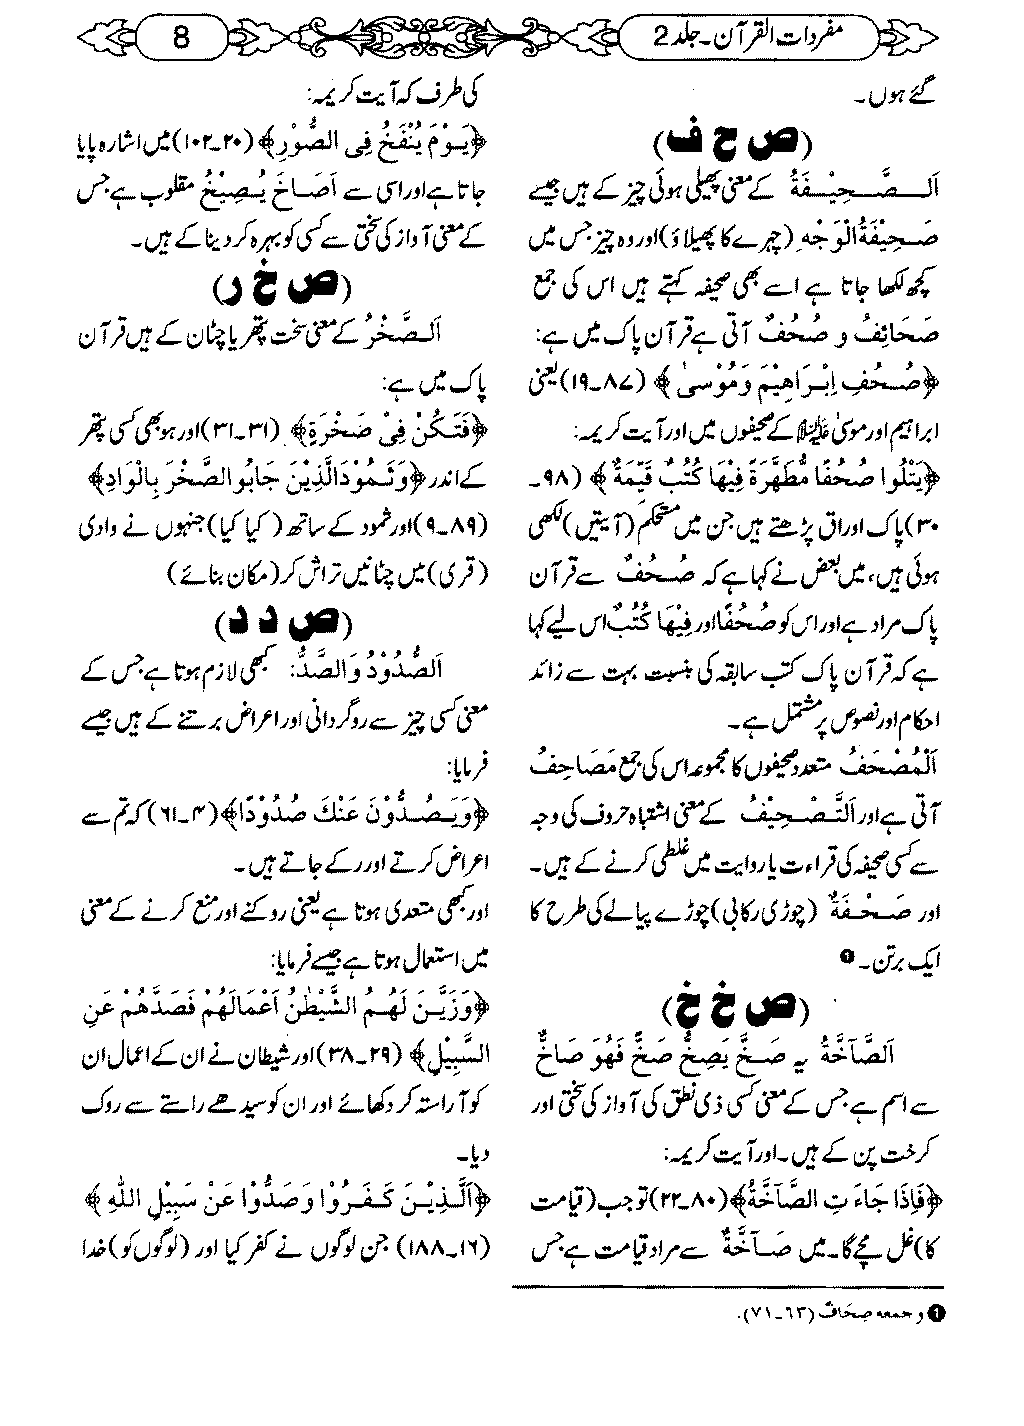 مفردات القرآن۔ جلد 2
8
گئے ہوں۔
(ص ح ف)
اَلصَّحِیْفَةُ کے معنی پھیلی ہوئی چیز کے ہیں جیسے
صَحِیْفَةُ الْوَجْهِ (چہرے کا پھیلاؤ) اور وہ چیز جس میں
کچھ لکھا جاتا ہے اسے بھی صحیفہ کہتے ہیں اس کی جمع
صَحَائِفُ و صُحُفٌ آتی ہے قرآن پاک میں ہے:
﴿صُحُفِ اِبْرَاهِیْمَ وَمُوْسیٰ﴾ (۸۷۔۱۹) یعنی
ابراہیم اور موسیٰ علیہ السلام کے صحیفوں میں اور آیت کریمہ:
﴿یَتْلُوا صُحُفًا مُّطَهَّرَةً فِیْهَا کُتُبٌ قَیِّمَةٌ﴾ (۹۸۔
۳۰) پاک اوراق پڑھتے ہیں جن میں مستحکم (آیتیں) لکھی
ہوئی ہیں، میں بعض نے کہا ہے کہ صُحُفٌ سے قرآن
پاک مراد ہے اور اس کو صُحُفًا اور فِیْهَا کُتُبٌ اس لیے کہا
ہے کہ قرآن پاک کتب سابقہ کی بنسبت بہت سے زائد
احکام اور نصوص پر مشتمل ہے۔
اَلْمُصْحَفُ متعدد صحیفوں کا مجموعہ اس کی جمع مَصَاحِفُ
آتی ہے اور اَلتَّصْحِیْفُ کے معنی اشتباہ حروف کی وجہ
سے کسی صحیفہ کی قراءت یا روایت میں غلطی کرنے کے ہیں۔
اور صَحْفَةٌ (چوڑی رکابی) چوڑے پیالے کی طرح کا
ایک برتن۔ ❶
(ص خ خ)
اَلصَّآخَّةُ یہ صَخَّ یَصِخُّ صَخًّ فَهُوَ صَاخٌّ
سے اسم ہے جس کے معنی کسی ذی نطق کی آواز کی سختی اور
کرخت پن کے ہیں۔ اور آیت کریمہ:
﴿فَاِذَا جَاءَتِ الصَّآخَّةُ﴾ (۸۰۔۲۲) تو جب (قیامت
کا) غل مچے گا۔ میں صَآخَّةٌ سے مراد قیامت ہے جس
❶ و جمعه صِحَافٌ (۶۳۔۷۱).
کی طرف کہ آیت کریمہ:
﴿یَوْمَ یُنْفَخُ فِی الصُّوْرِ﴾ (۲۰۔۱۰۲) میں اشارہ پایا
جاتا ہے اور اسی سے اَصَاخَ یُصِیْخُ مقلوب ہے جس
کے معنی آواز کی سختی سے کسی کو بہرہ کر دینا کے ہیں۔
(ص خ ر)
اَلصَّخْرُ کے معنی سخت پتھر یا چٹان کے ہیں قرآن
پاک میں ہے:
﴿فَتَکُنْ فِیْ صَخْرَةٍ﴾ (۳۱۔۳۱) اور ہو بھی کسی پتھر
کے اندر ﴿وَثَمُوْدَ الَّذِیْنَ جَابُوا الصَّخْرَ بِالْوَادِ﴾
(۸۹۔۹) اور ثمود کے ساتھ (کیا کیا) جنہوں نے وادی
(قریٰ) میں چٹانیں تراش کر (مکان بنائے)
(ص د د)
اَلصُّدُوْدُ وَالصَّدُّ: کبھی لازم ہوتا ہے جس کے
معنی کسی چیز سے روگردانی اور اعراض برتنے کے ہیں جیسے
فرمایا:
﴿وَیَصُدُّوْنَ عَنْكَ صُدُوْدًا﴾ (۴۔۶۱) کہ تم سے
اعراض کرتے اور رکے جاتے ہیں۔
اور کبھی متعدی ہوتا ہے یعنی روکنے اور منع کرنے کے معنی
میں استعمال ہوتا ہے جیسے فرمایا:
﴿وَزَیَّنَ لَهُمُ الشَّیْطٰنُ اَعْمَالَهُمْ فَصَدَّهُمْ عَنِ
السَّبِیْلِ﴾ (۲۹۔۳۸) اور شیطان نے ان کے اعمال ان
کو آراستہ کر دکھائے اور ان کو سیدھے راستے سے روک
دیا۔
﴿اَلَّذِیْنَ کَفَرُوْا وَصَدُّوْا عَنْ سَبِیْلِ اللّٰهِ﴾
(۱۶۔۱۸۸) جن لوگوں نے کفر کیا اور (لوگوں کو) خدا